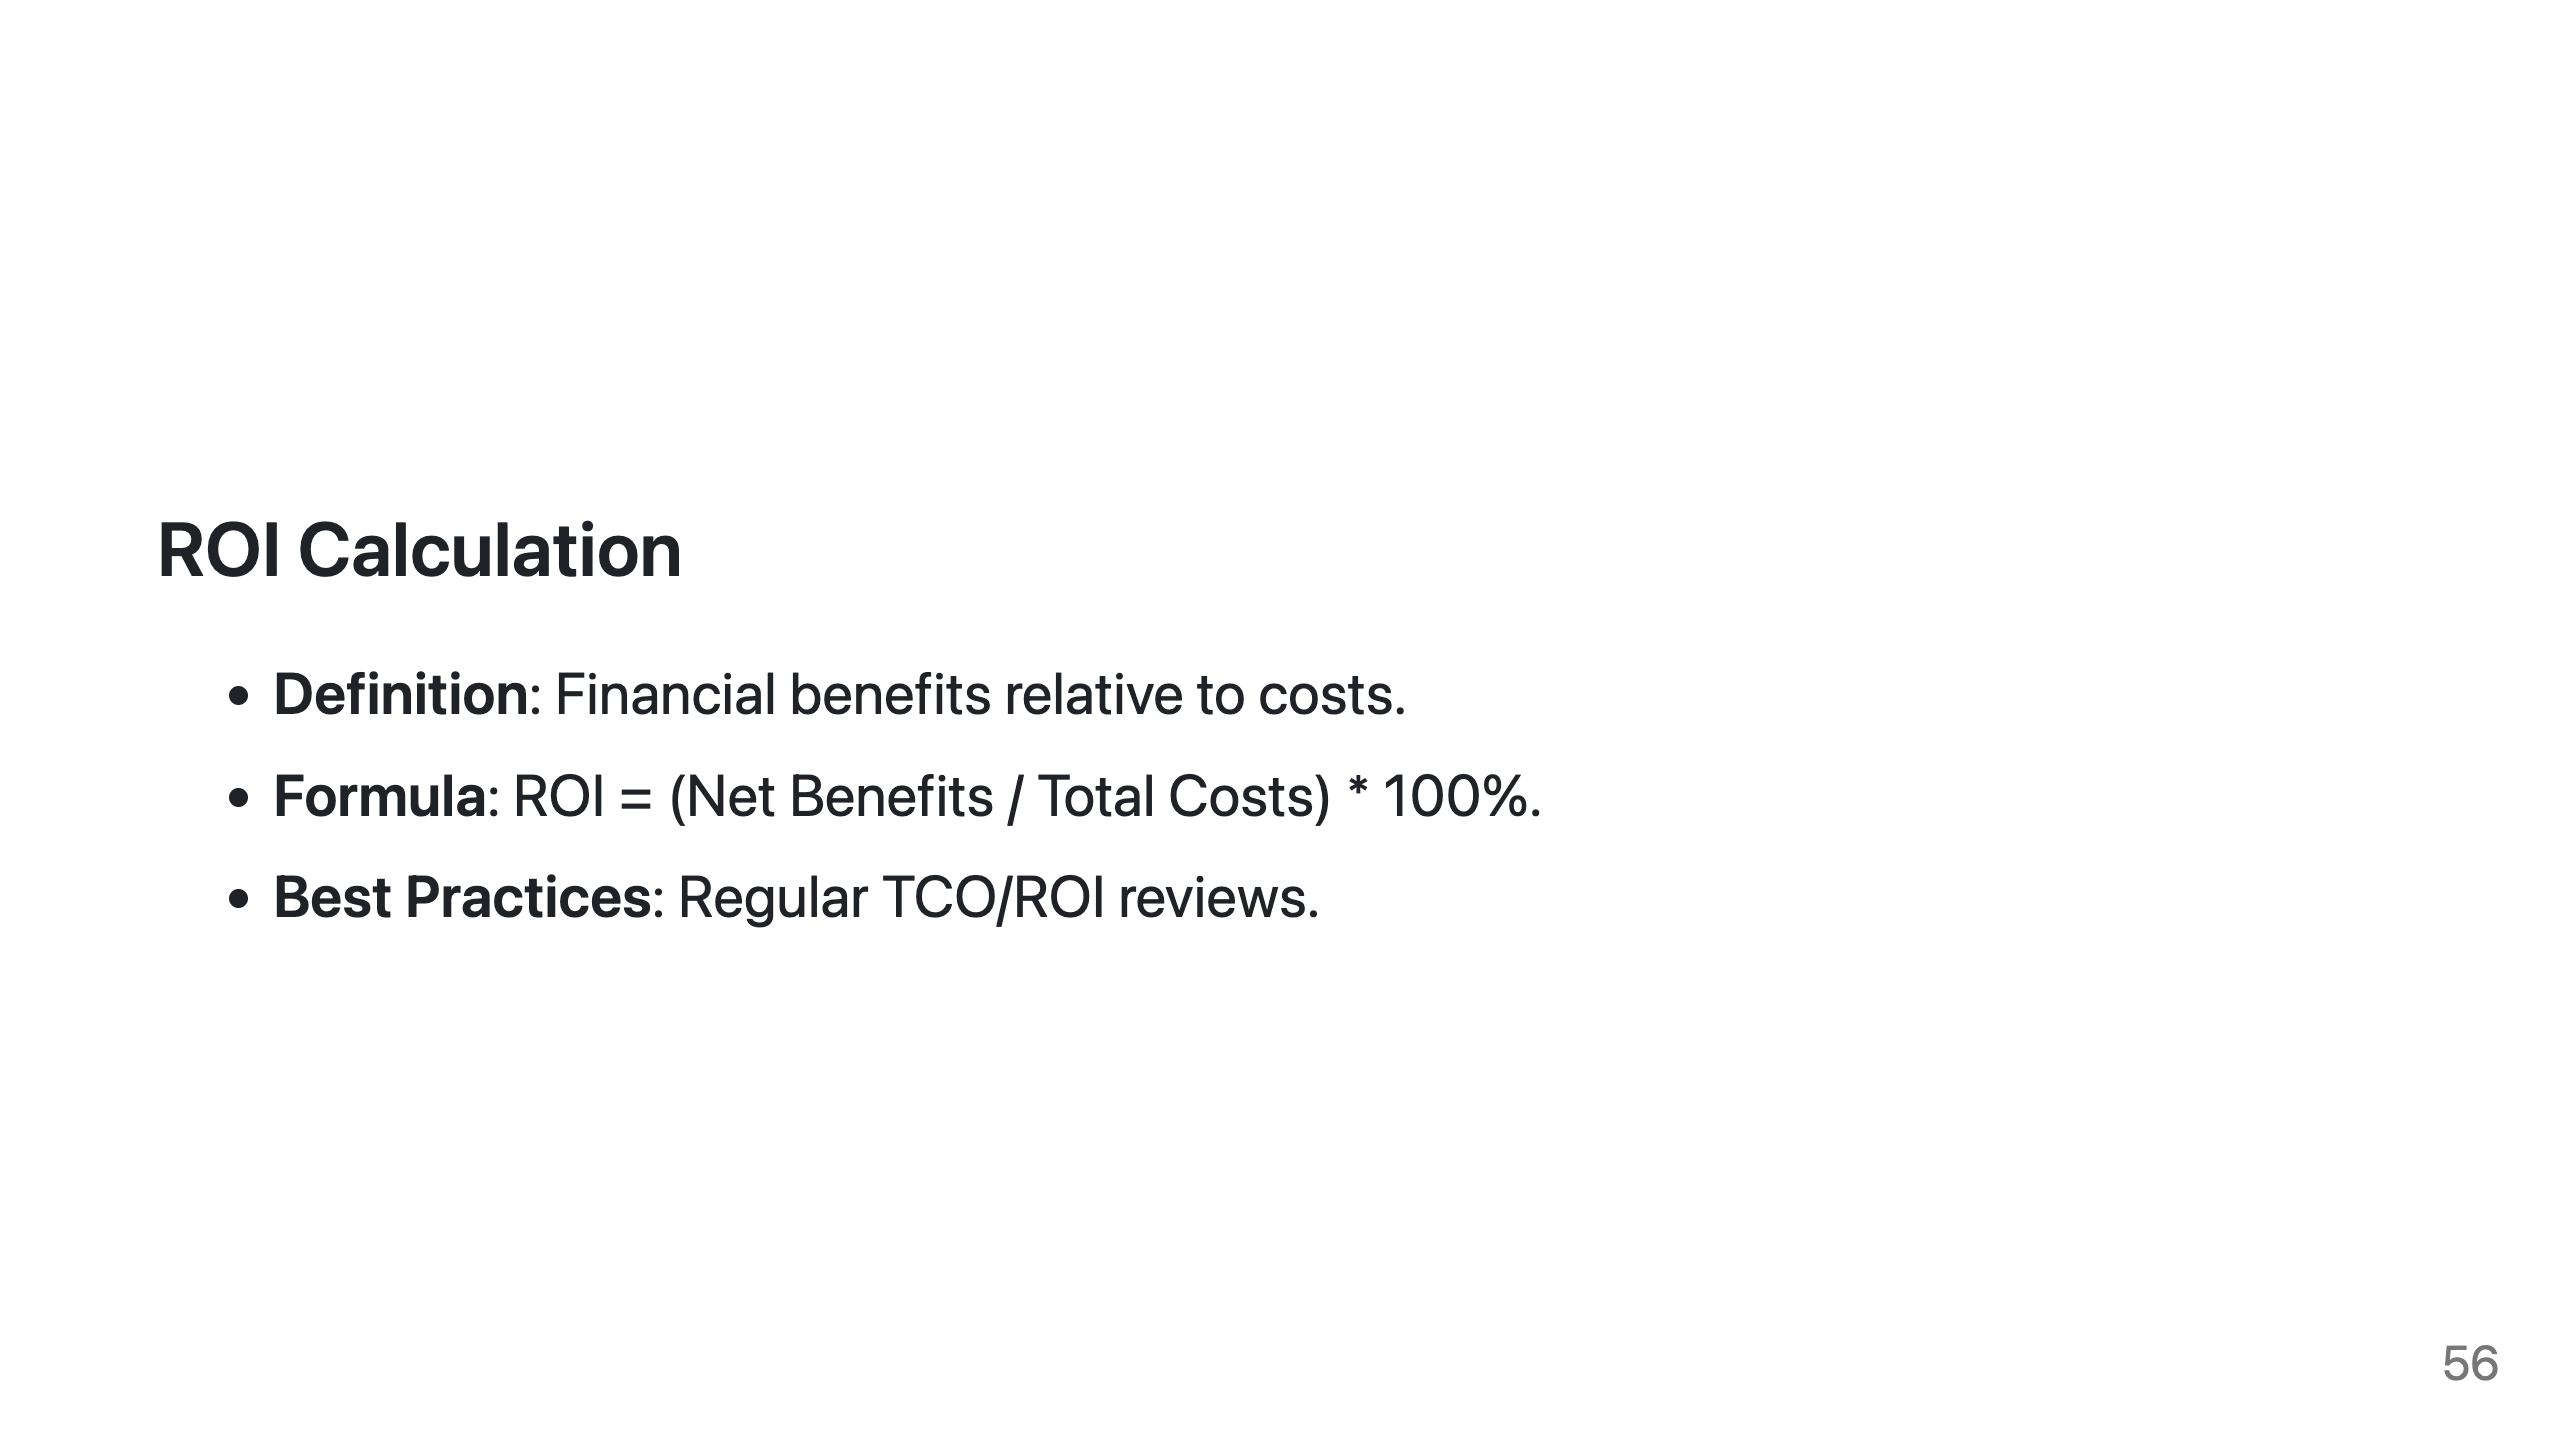 ROI Calculation
• Definition: Financial benefits relative to costs.
• Formula: ROI = (Net Benefits / Total Costs) * 100%.
• Best Practices: Regular TCO/ROI reviews.
56